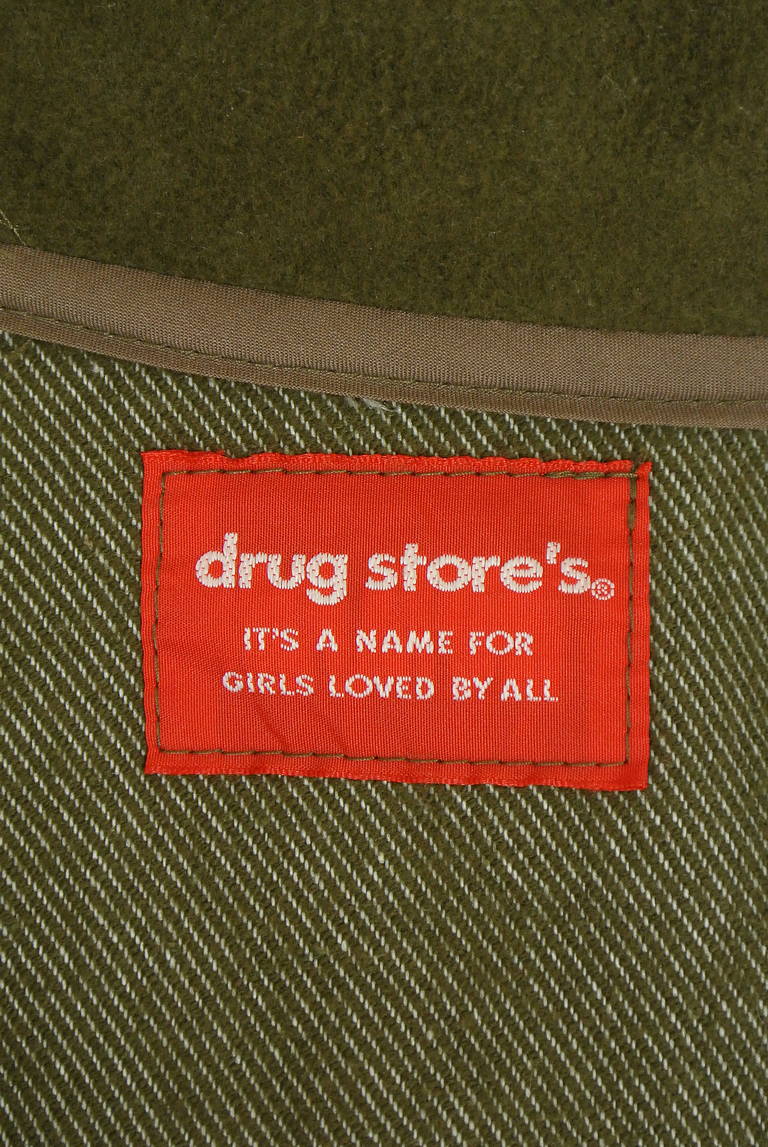 drug store's®
IT'S A NAME FOR
GIRLS LOVED BY ALL